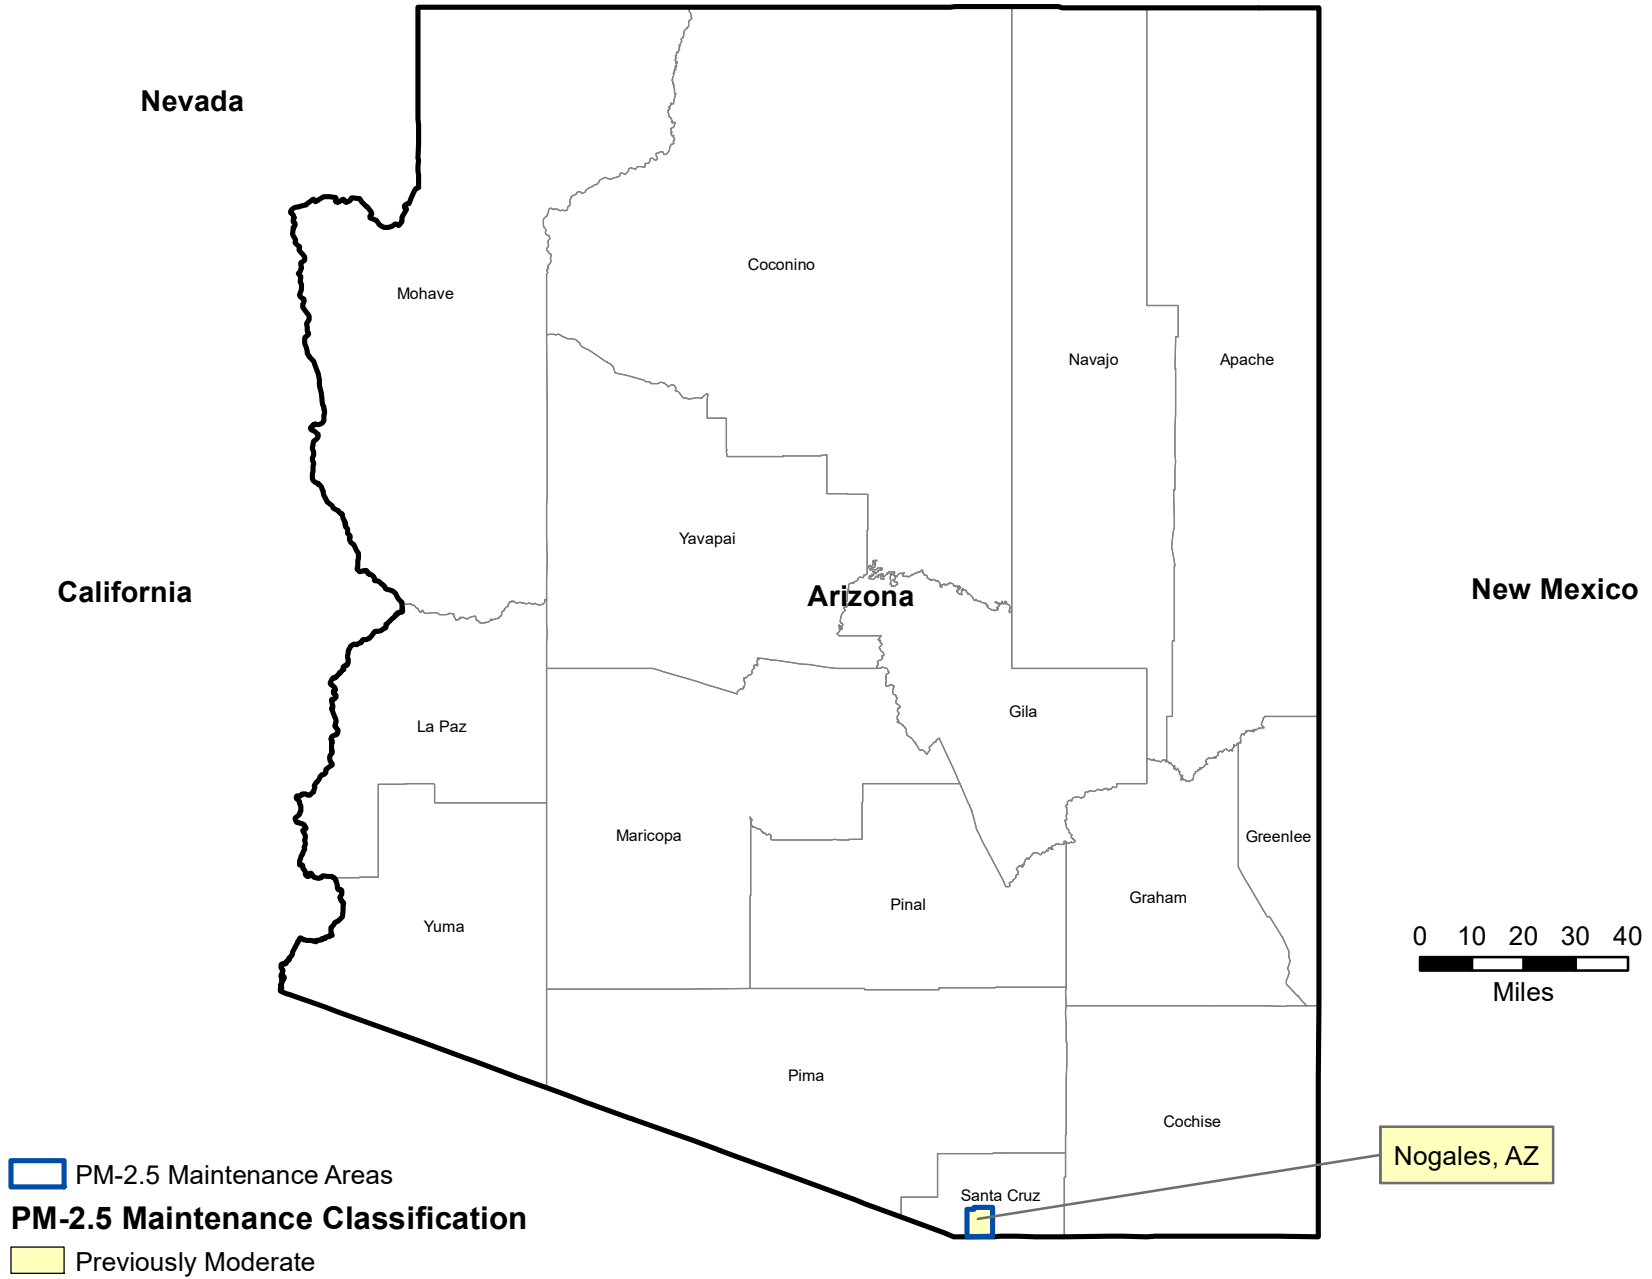 Nevada
Coconino
Mohave
Navajo
Apache
Yavapai
California
Arizona
New Mexico
La Paz
Gila
Maricopa
Greenlee
Pinal
Graham
Yuma
0 10 20 30 40
Miles
Pima
Cochise
Nogales, AZ
Santa Cruz
PM-2.5 Maintenance Areas
PM-2.5 Maintenance Classification
Previously Moderate